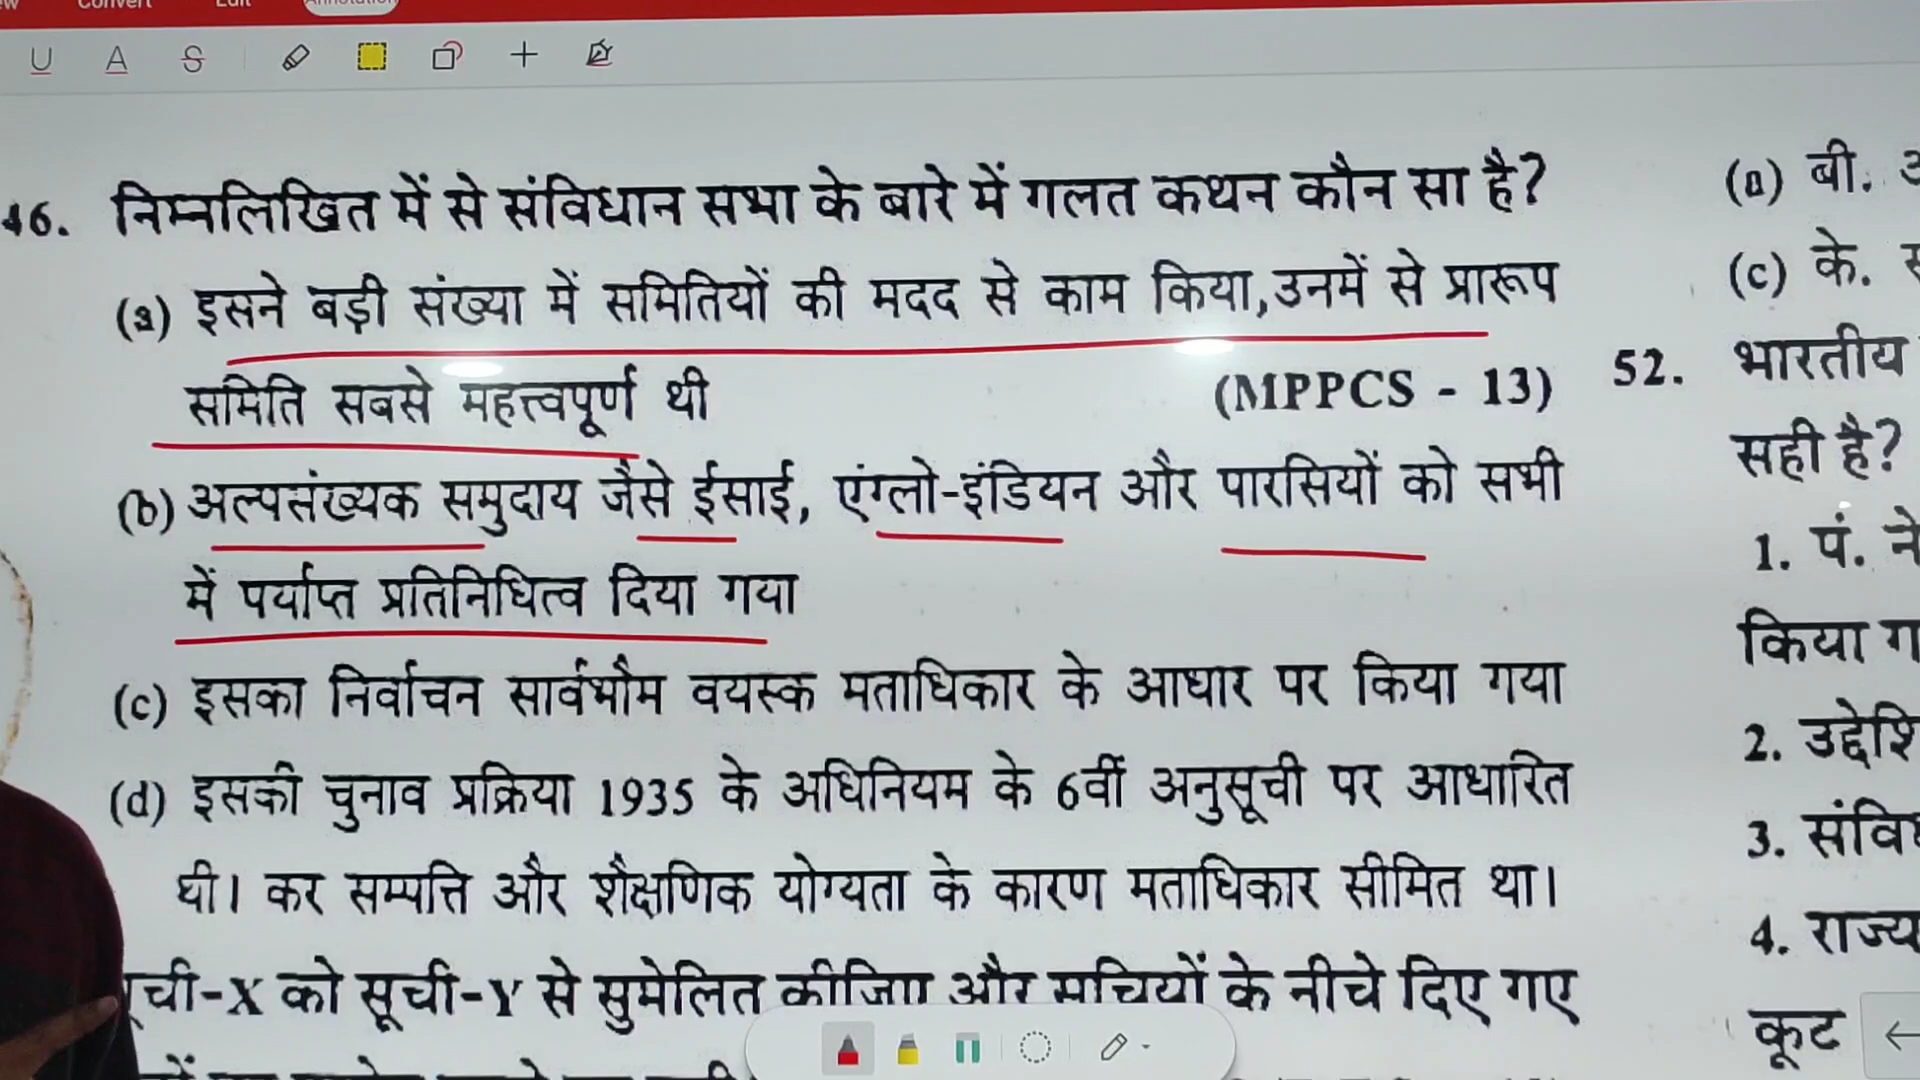 Convert
Edit
Annotation
U A S
46. निम्नलिखित में से संविधान सभा के बारे में गलत कथन कौन सा है?
(a) इसने बड़ी संख्या में समितियों की मदद से काम किया,उनमें से प्रारूप
समिति सबसे महत्त्वपूर्ण थी (MPPCS - 13)
(b) अल्पसंख्यक समुदाय जैसे ईसाई, एंग्लो-इंडियन और पारसियों को सभी
में पर्याप्त प्रतिनिधित्व दिया गया
(c) इसका निर्वाचन सार्वभौम वयस्क मताधिकार के आधार पर किया गया
(d) इसकी चुनाव प्रक्रिया 1935 के अधिनियम के 6वीं अनुसूची पर आधारित
थी। कर सम्पत्ति और शैक्षणिक योग्यता के कारण मताधिकार सीमित था।
सूची-X को सूची-Y से सुमेलित कीजिए और सूचियों के नीचे दिए गए
(a) बी.
(c) के.
52. भारतीय
सही है?
1. पं.
किया
2.
3.
4. राज्य
कूट